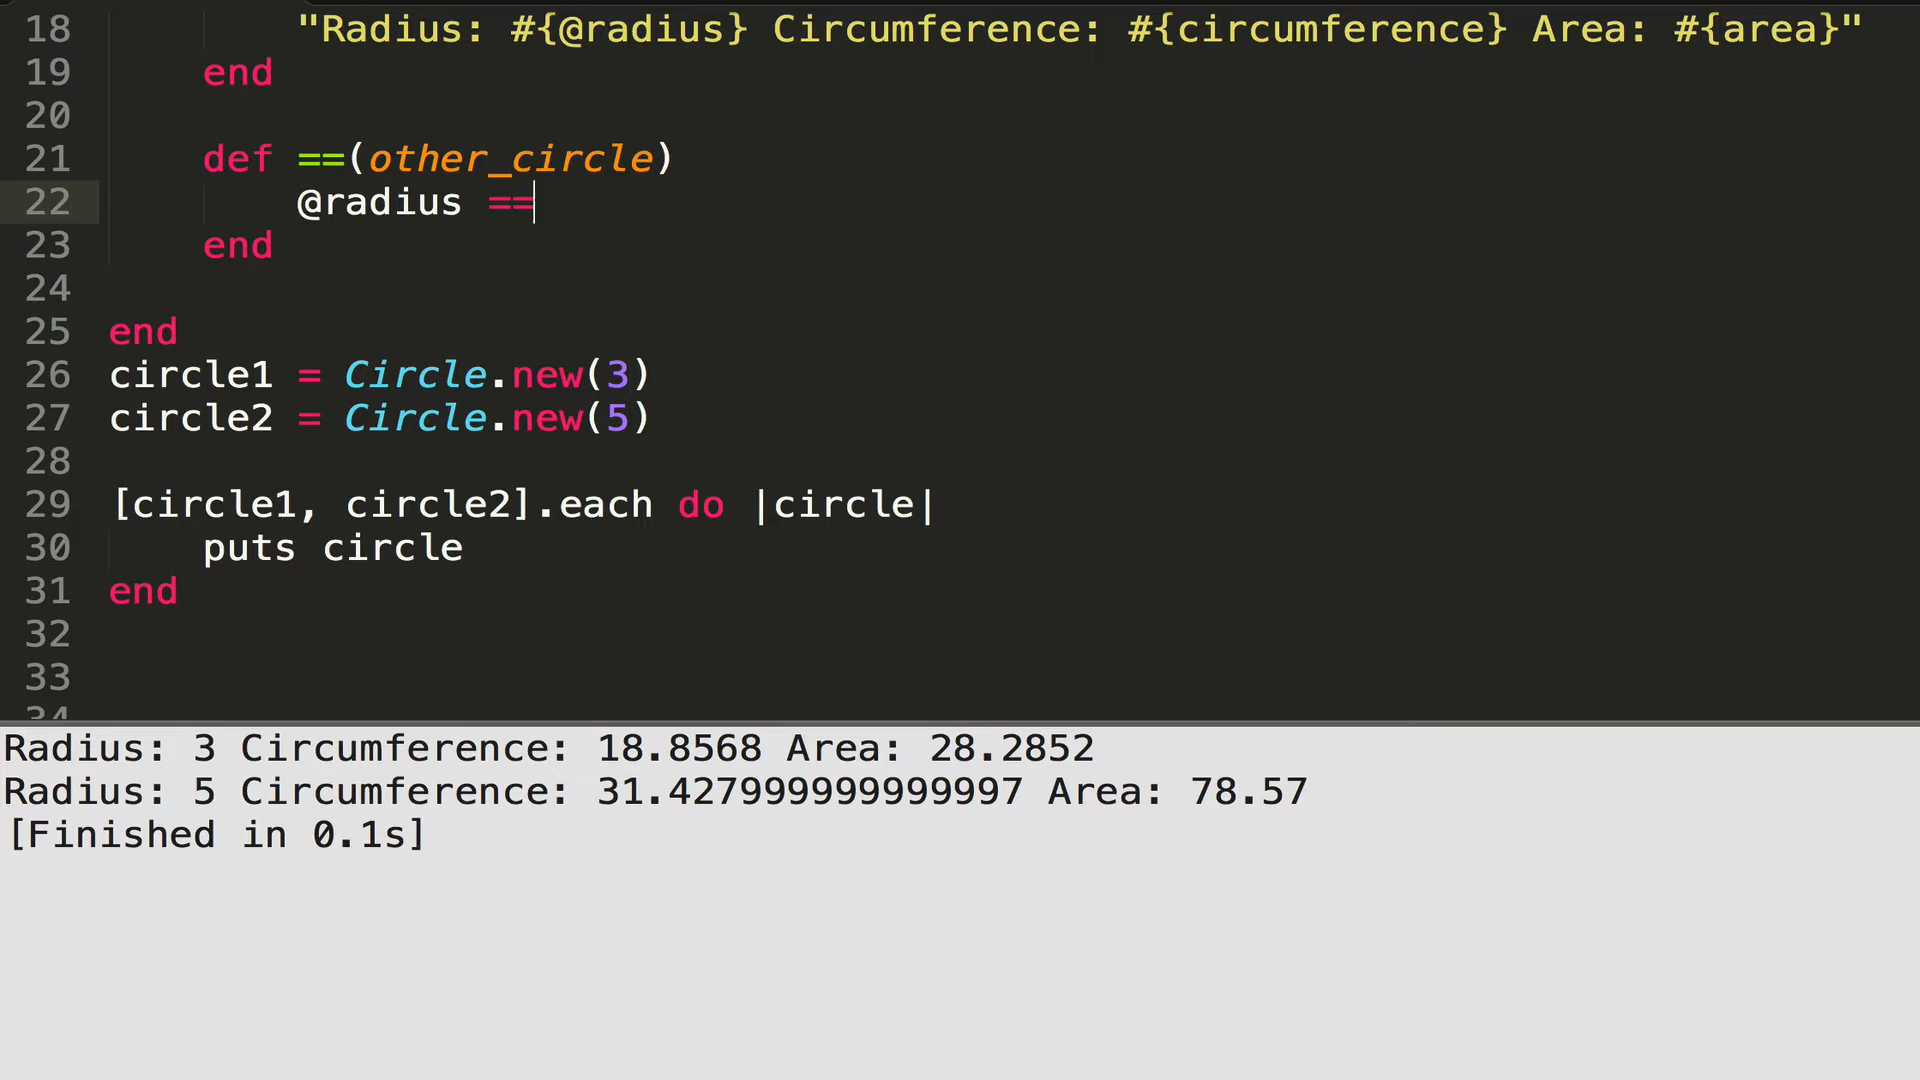 18 "Radius: #{@radius} Circumference: #{circumference} Area: #{area}"
19 end
20
21 def ==(other_circle)
22 @radius ==
23 end
24
25 end
26 circle1 = Circle.new(3)
27 circle2 = Circle.new(5)
28
29 [circle1, circle2].each do |circle|
30 puts circle
31 end
32
33
34
Radius: 3 Circumference: 18.8568 Area: 28.2852
Radius: 5 Circumference: 31.427999999999997 Area: 78.57
[Finished in 0.1s]